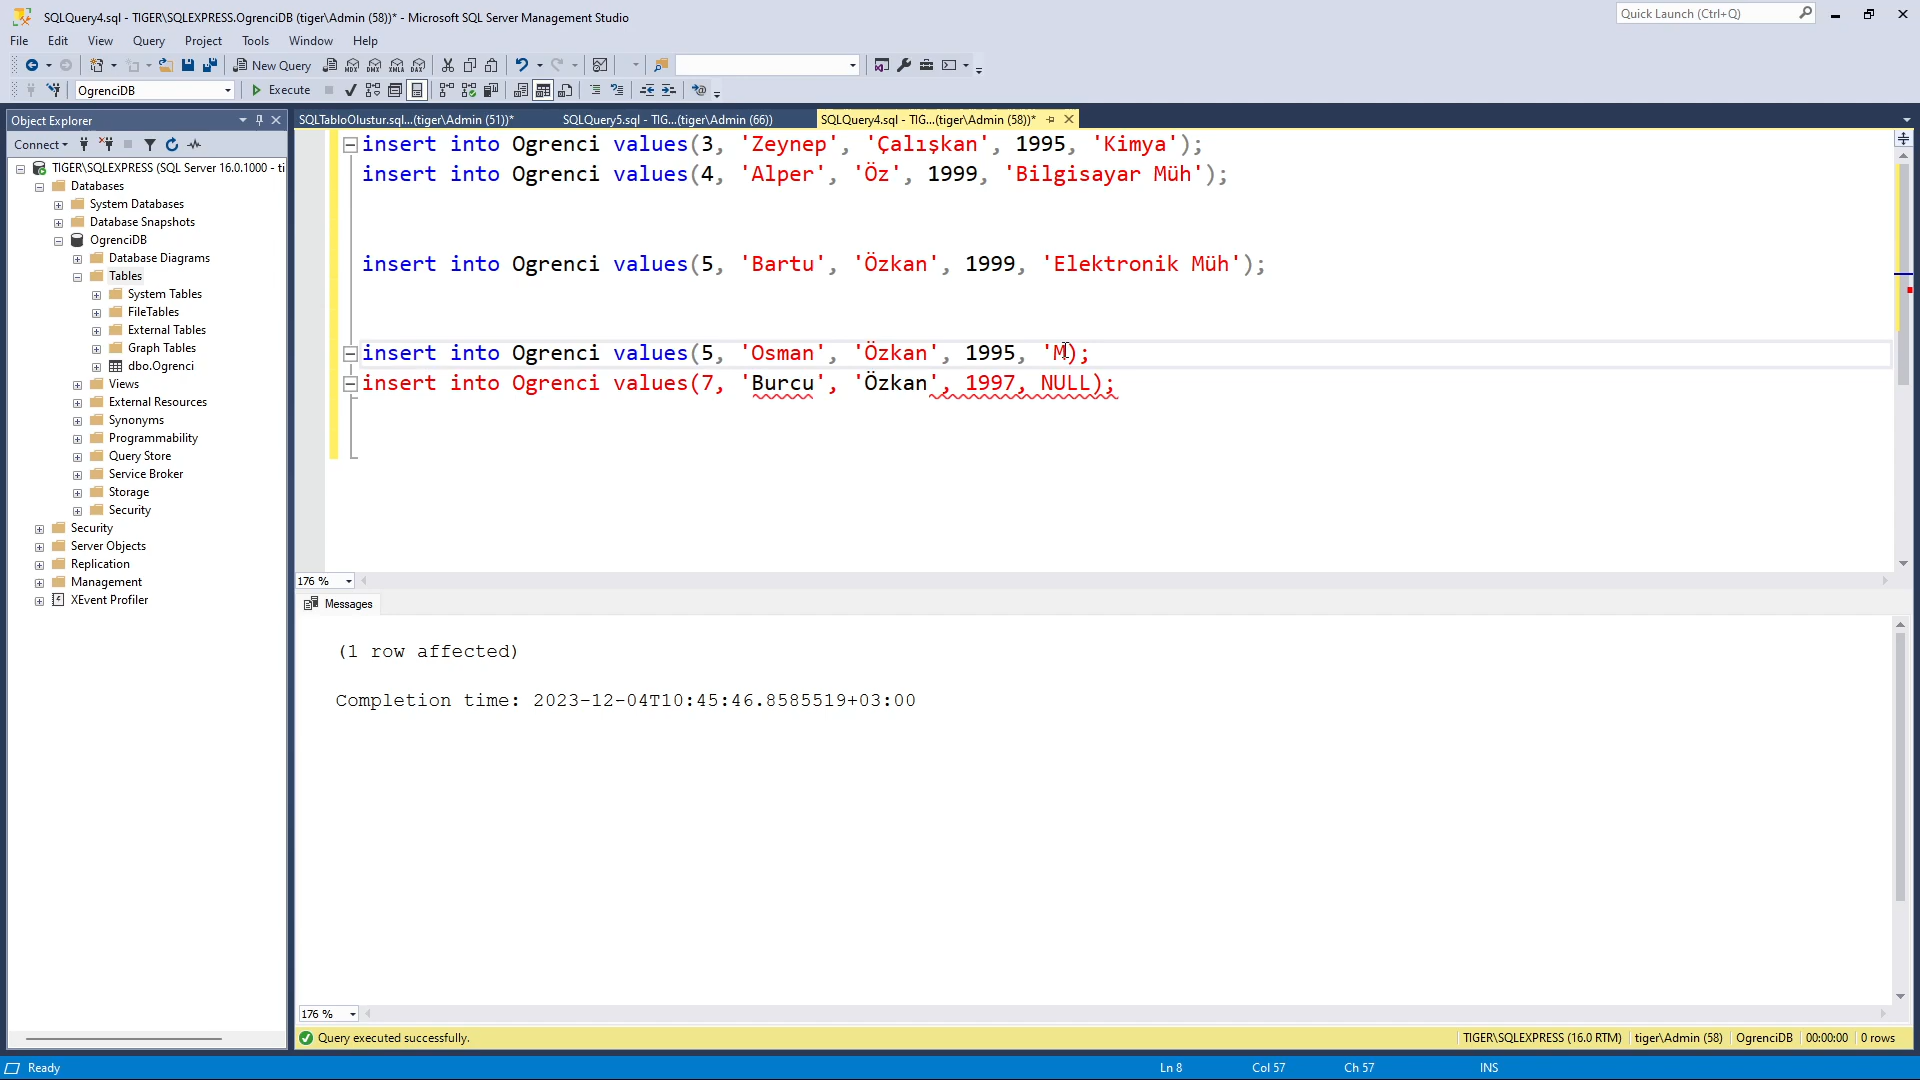 SQLQuery4.sql - TIGER\SQLEXPRESS.OgrenciDB (tiger\Admin (58))* - Microsoft SQL Server Management Studio
Quick Launch (Ctrl+Q)
File Edit View Query Project Tools Window Help
New Query
OgrenciDB
Execute
Object Explorer
SQLTabloOlustur.sql...(tiger\Admin (51))*
SQLQuery5.sql - TIG...(tiger\Admin (66))
SQLQuery4.sql - TIG...(tiger\Admin (58))*
Connect
TIGER\SQLEXPRESS (SQL Server 16.0.1000 - ti
Databases
System Databases
Database Snapshots
OgrenciDB
Database Diagrams
Tables
System Tables
FileTables
External Tables
Graph Tables
dbo.Ogrenci
Views
External Resources
Synonyms
Programmability
Query Store
Service Broker
Storage
Security
Security
Server Objects
Replication
Management
XEvent Profiler
insert into Ogrenci values(3, 'Zeynep', 'Çalışkan', 1995, 'Kimya');
insert into Ogrenci values(4, 'Alper', 'Öz', 1999, 'Bilgisayar Müh');
insert into Ogrenci values(5, 'Bartu', 'Özkan', 1999, 'Elektronik Müh');
insert into Ogrenci values(5, 'Osman', 'Özkan', 1995, 'M);
insert into Ogrenci values(7, 'Burcu', 'Özkan', 1997, NULL);
176 %
Messages
(1 row affected)
Completion time: 2023-12-04T10:45:46.8585519+03:00
176 %
Query executed successfully.
TIGER\SQLEXPRESS (16.0 RTM) tiger\Admin (58) OgrenciDB 00:00:00 0 rows
Ready
Ln 8 Col 57 Ch 57 INS